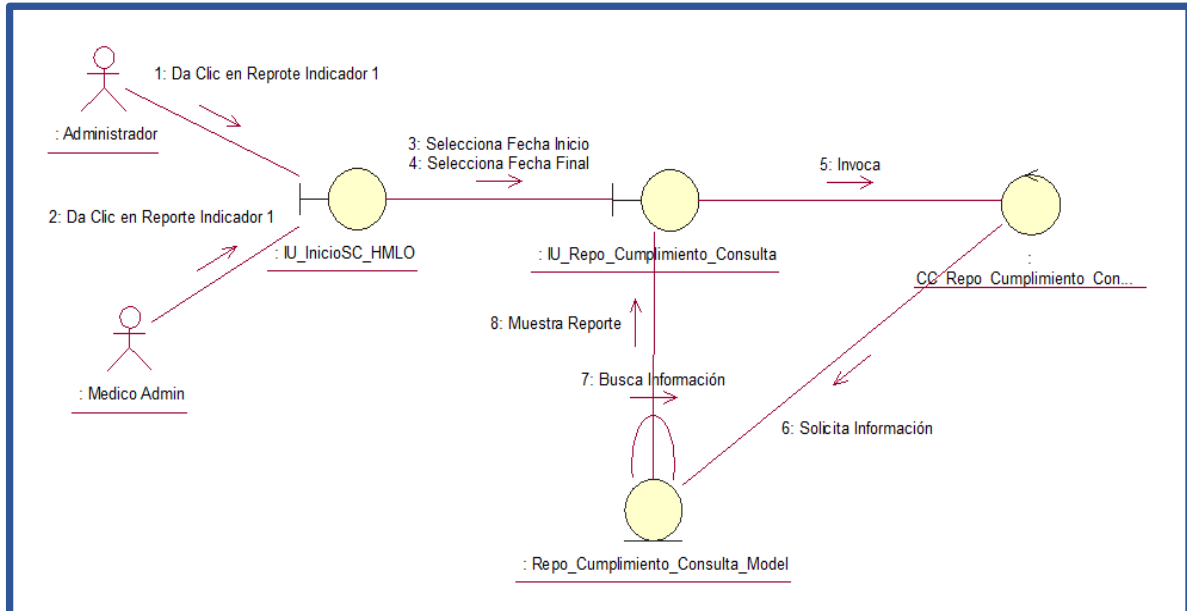 1: Da Clic en Reprote Indicador 1
: Administrador
3: Selecciona Fecha Inicio
4: Selecciona Fecha Final
5: Invoca
2: Da Clic en Reporte Indicador 1
: IU_InicioSC_HMLO
: IU_Repo_Cumplimiento_Consulta
:
CC_Repo_Cumplimiento_Con...
8: Muestra Reporte
7: Busca Información
: Medico Admin
6: Solicita Información
: Repo_Cumplimiento_Consulta_Model